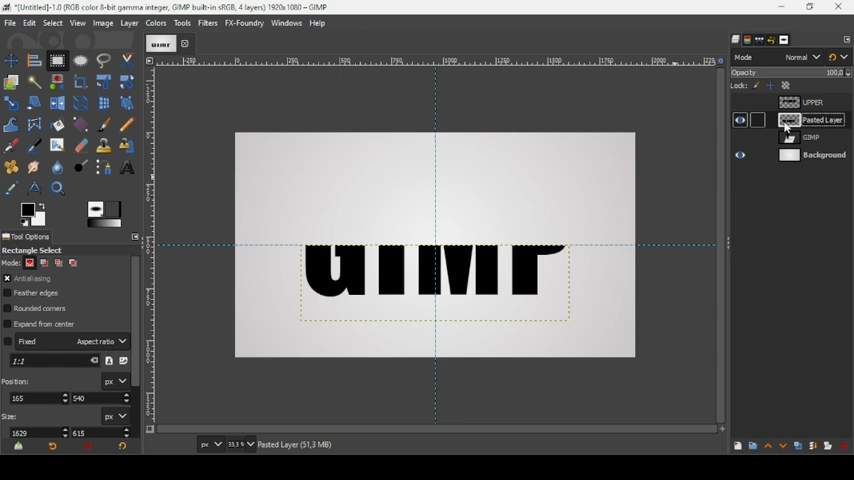 *[Untitled]-1.0 (RGB color 8-bit gamma integer, GIMP built-in sRGB, 4 layers) 1920x1080 – GIMP
File Edit Select View Image Layer Colors Tools Filters FX-Foundry Windows Help
Mode Normal
Opacity 100,0
Lock:
UPPER
Pasted Layer
GIMP
Background
GIMP
Tool Options
Rectangle Select
Mode:
Antialiasing
Feather edges
Rounded corners
Expand from center
Fixed Aspect ratio
1:1
Position: px
165 540
Size: px
1629 615
px 33,3 % Pasted Layer (51,3 MB)